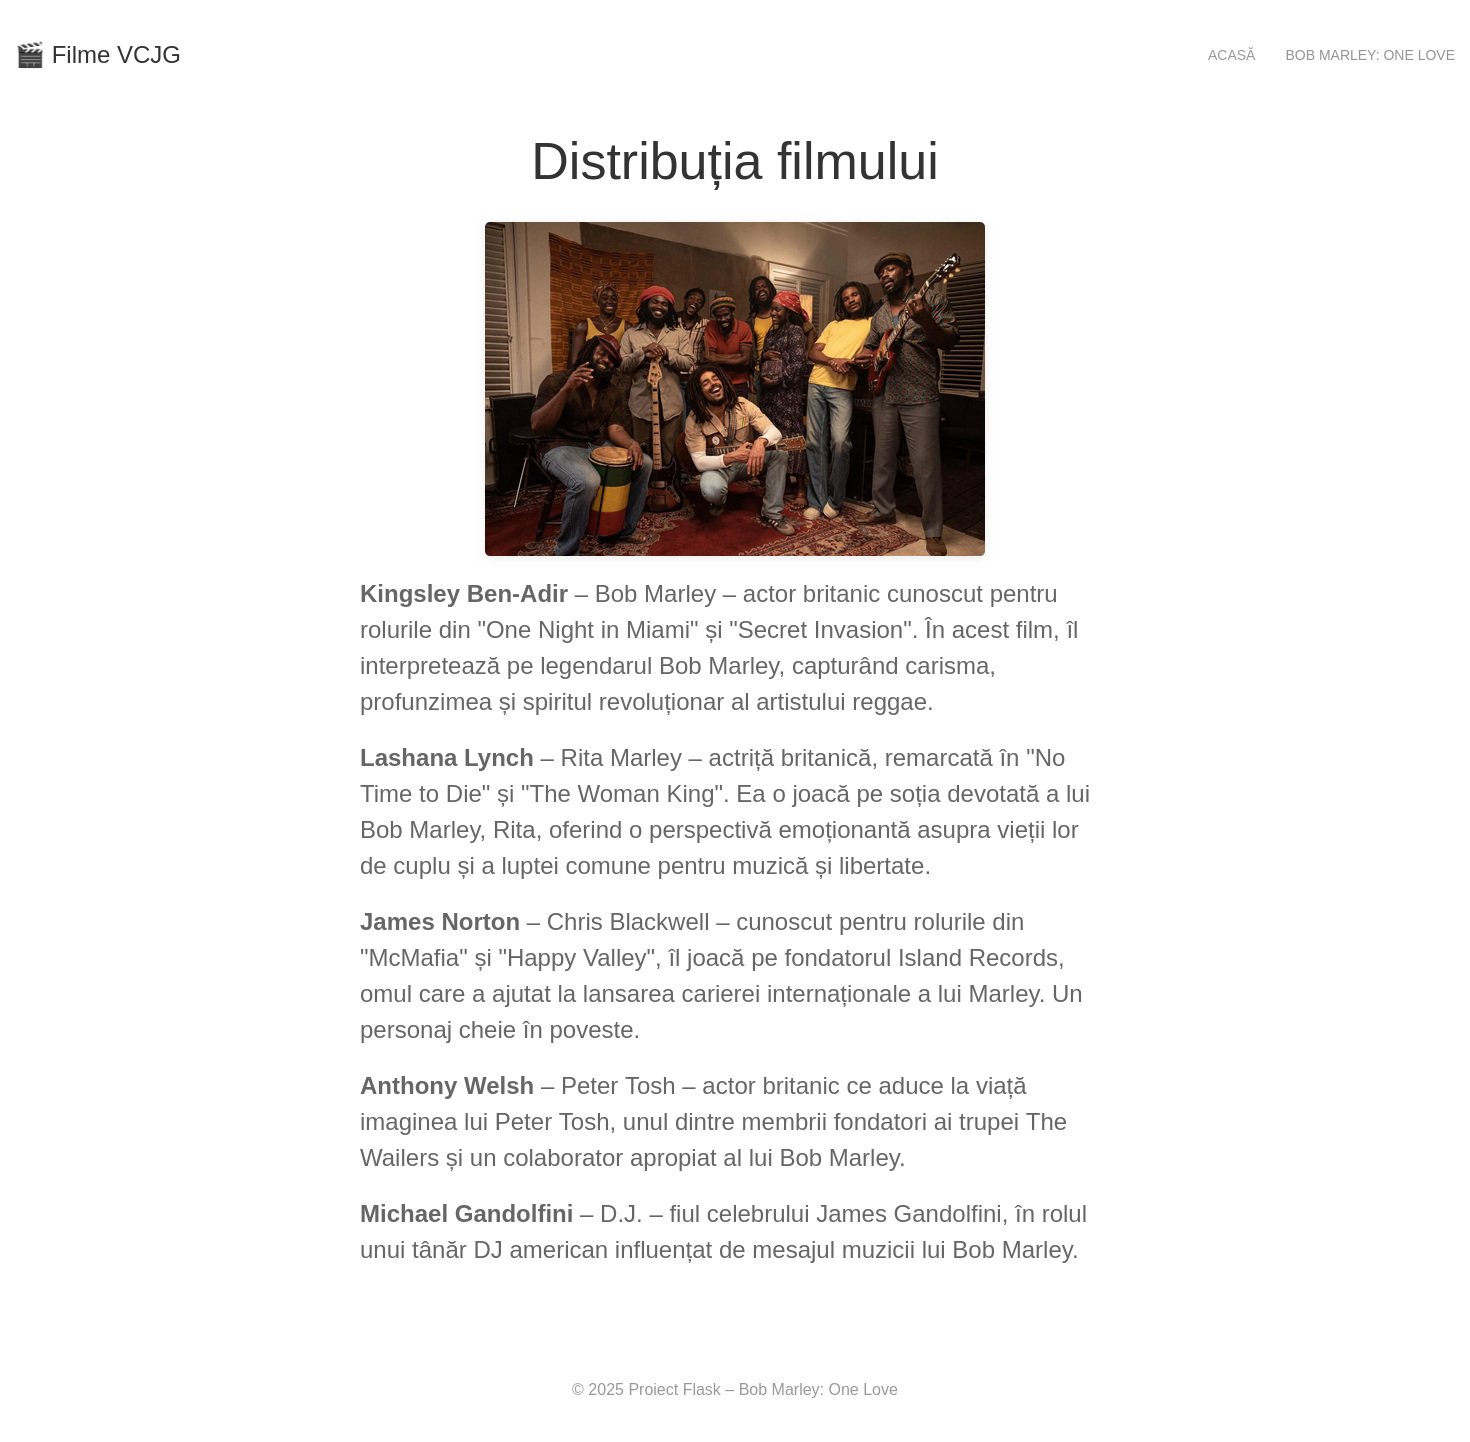 🎬 Filme VCJG
ACASĂ
BOB MARLEY: ONE LOVE
Distribuția filmului
Kingsley Ben-Adir – Bob Marley – actor britanic cunoscut pentru
rolurile din "One Night in Miami" și "Secret Invasion". În acest film, îl
interpretează pe legendarul Bob Marley, capturând carisma,
profunzimea și spiritul revoluționar al artistului reggae.
Lashana Lynch – Rita Marley – actriță britanică, remarcată în "No
Time to Die" și "The Woman King". Ea o joacă pe soția devotată a lui
Bob Marley, Rita, oferind o perspectivă emoționantă asupra vieții lor
de cuplu și a luptei comune pentru muzică și libertate.
James Norton – Chris Blackwell – cunoscut pentru rolurile din
"McMafia" și "Happy Valley", îl joacă pe fondatorul Island Records,
omul care a ajutat la lansarea carierei internaționale a lui Marley. Un
personaj cheie în poveste.
Anthony Welsh – Peter Tosh – actor britanic ce aduce la viață
imaginea lui Peter Tosh, unul dintre membrii fondatori ai trupei The
Wailers și un colaborator apropiat al lui Bob Marley.
Michael Gandolfini – D.J. – fiul celebrului James Gandolfini, în rolul
unui tânăr DJ american influențat de mesajul muzicii lui Bob Marley.
© 2025 Proiect Flask – Bob Marley: One Love